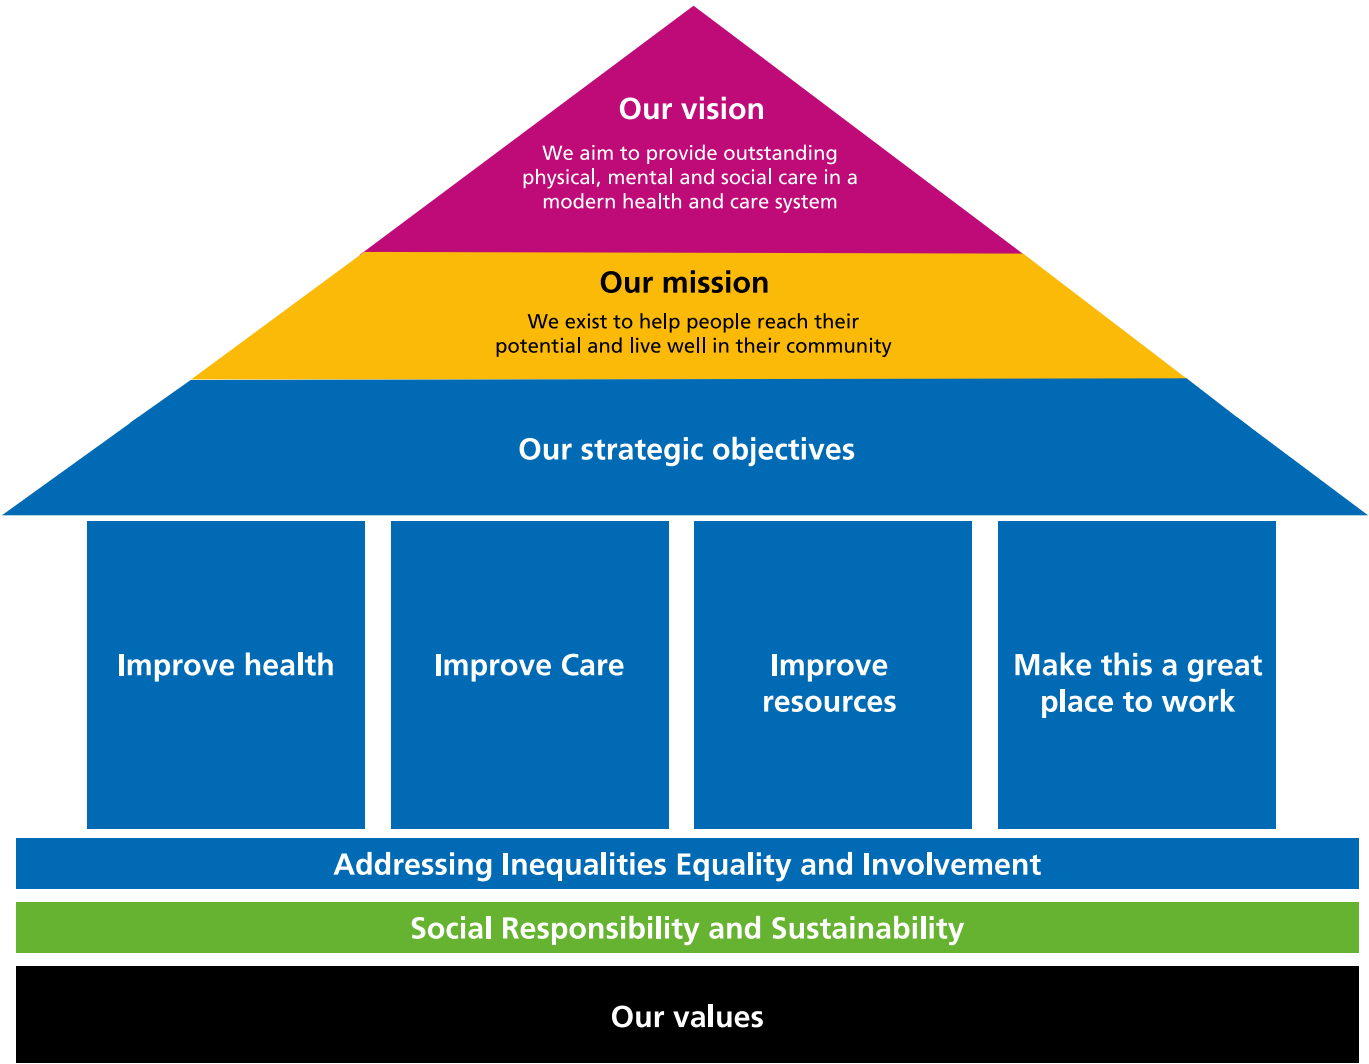 Our vision
We aim to provide outstanding
physical, mental and social care in a
modern health and care system
Our mission
We exist to help people reach their
potential and live well in their community
Our strategic objectives
Improve health
Improve Care
Improve
resources
Make this a great
place to work
Addressing Inequalities Equality and Involvement
Social Responsibility and Sustainability
Our values